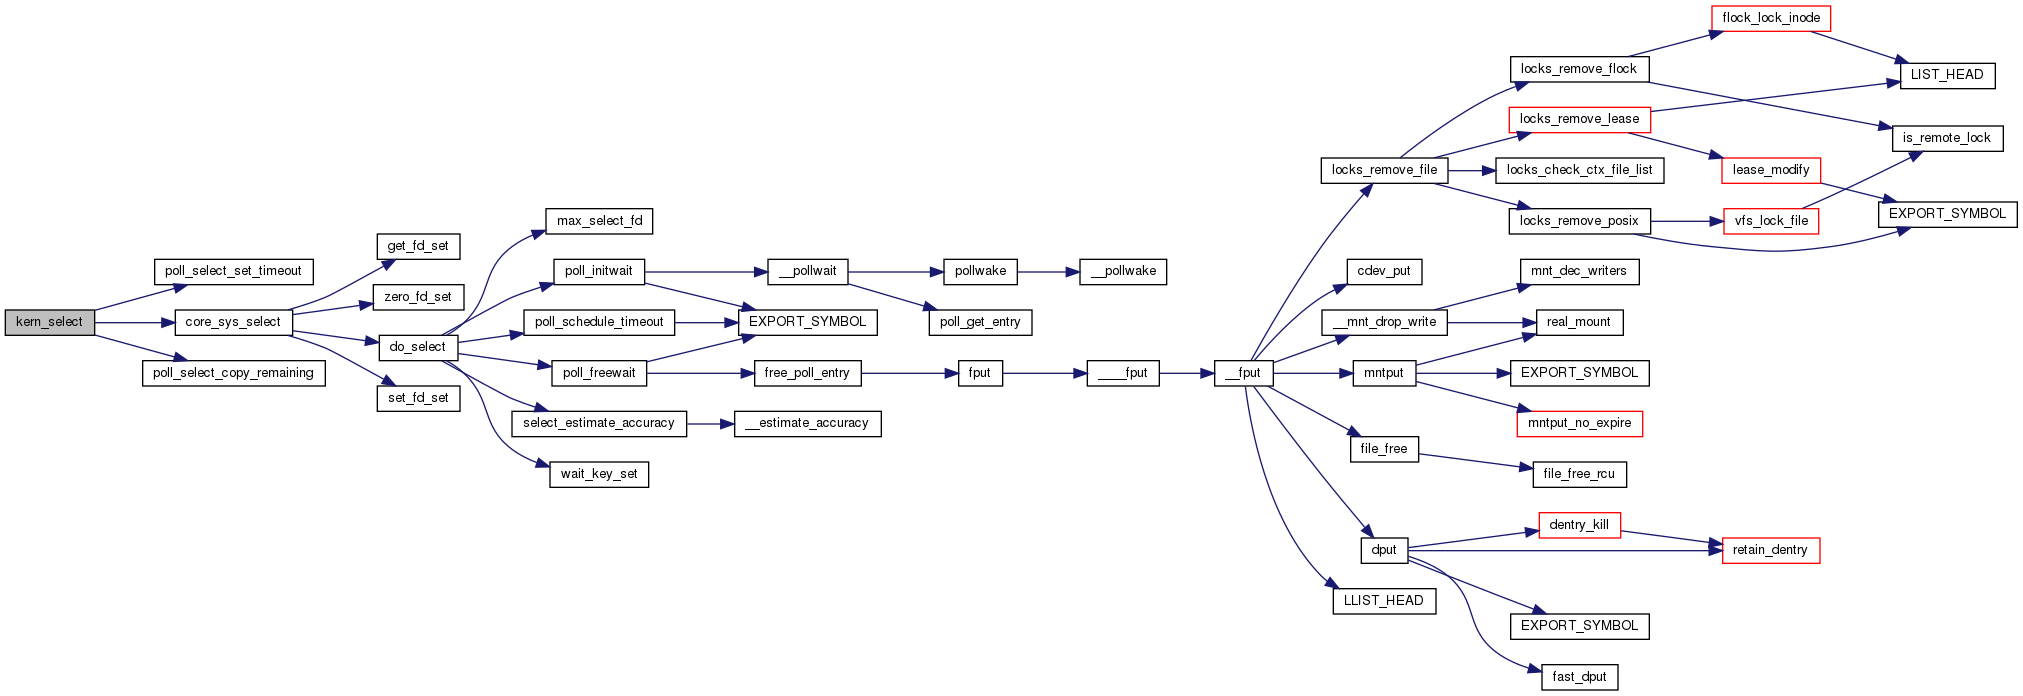 kern_select
poll_select_set_timeout
core_sys_select
poll_select_copy_remaining
get_fd_set
zero_fd_set
do_select
set_fd_set
max_select_fd
poll_initwait
poll_schedule_timeout
poll_freewait
select_estimate_accuracy
wait_key_set
__pollwait
EXPORT_SYMBOL
free_poll_entry
__estimate_accuracy
pollwake
poll_get_entry
fput
__pollwake
____fput
__fput
locks_remove_file
cdev_put
__mnt_drop_write
mntput
file_free
dput
LLIST_HEAD
locks_remove_flock
locks_remove_lease
locks_check_ctx_file_list
locks_remove_posix
mnt_dec_writers
real_mount
EXPORT_SYMBOL
mntput_no_expire
file_free_rcu
dentry_kill
EXPORT_SYMBOL
fast_dput
flock_lock_inode
lease_modify
vfs_lock_file
retain_dentry
LIST_HEAD
is_remote_lock
EXPORT_SYMBOL